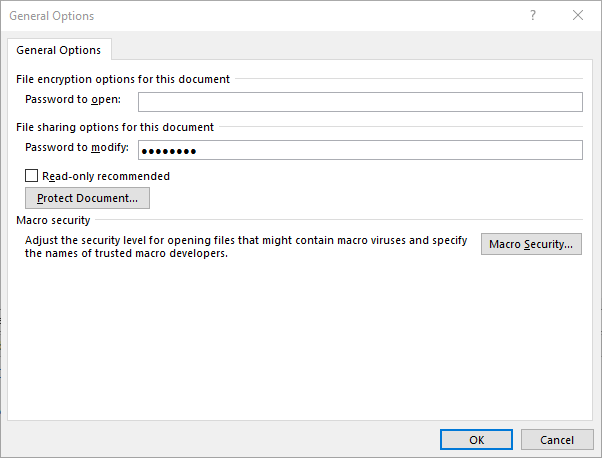 General Options
?
General Options
File encryption options for this document
Password to open:
File sharing options for this document
Password to modify: ●●●●●●●●
Read-only recommended
Protect Document...
Macro security
Adjust the security level for opening files that might contain macro viruses and specify
the names of trusted macro developers.
Macro Security...
OK
Cancel